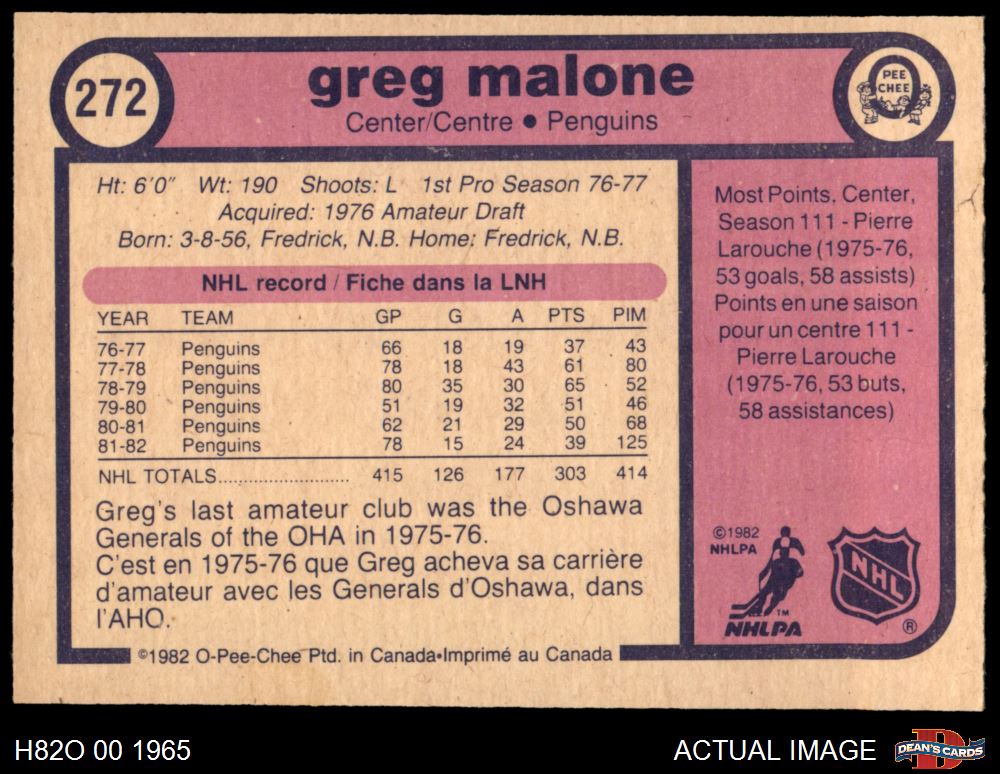 272
greg malone
Center/Centre ● Penguins
PEE
CHEE
Ht: 6'0" Wt: 190 Shoots: L 1st Pro Season 76-77
Acquired: 1976 Amateur Draft
Born: 3-8-56, Fredrick, N.B. Home: Fredrick, N.B.
NHL record / Fiche dans la LNH
YEAR TEAM GP G A PTS PIM
76-77 Penguins 66 18 19 37 43
77-78 Penguins 78 18 43 61 80
78-79 Penguins 80 35 30 65 52
79-80 Penguins 51 19 32 51 46
80-81 Penguins 62 21 29 50 68
81-82 Penguins 78 15 24 39 125
NHL TOTALS........................... 415 126 177 303 414
Greg's last amateur club was the Oshawa
Generals of the OHA in 1975-76.
C'est en 1975-76 que Greg acheva sa carrière
d'amateur avec les Generals d'Oshawa, dans
l'AHO.
©1982 O-Pee-Chee Ptd. in Canada•Imprimé au Canada
Most Points, Center,
Season 111 - Pierre
Larouche (1975-76,
53 goals, 58 assists)
Points en une saison
pour un centre 111 -
Pierre Larouche
(1975-76, 53 buts,
58 assistances)
©1982
NHLPA
TM
NHLPA
NHL
®
H82O 00 1965
ACTUAL IMAGE
D
DEAN'S CARDS